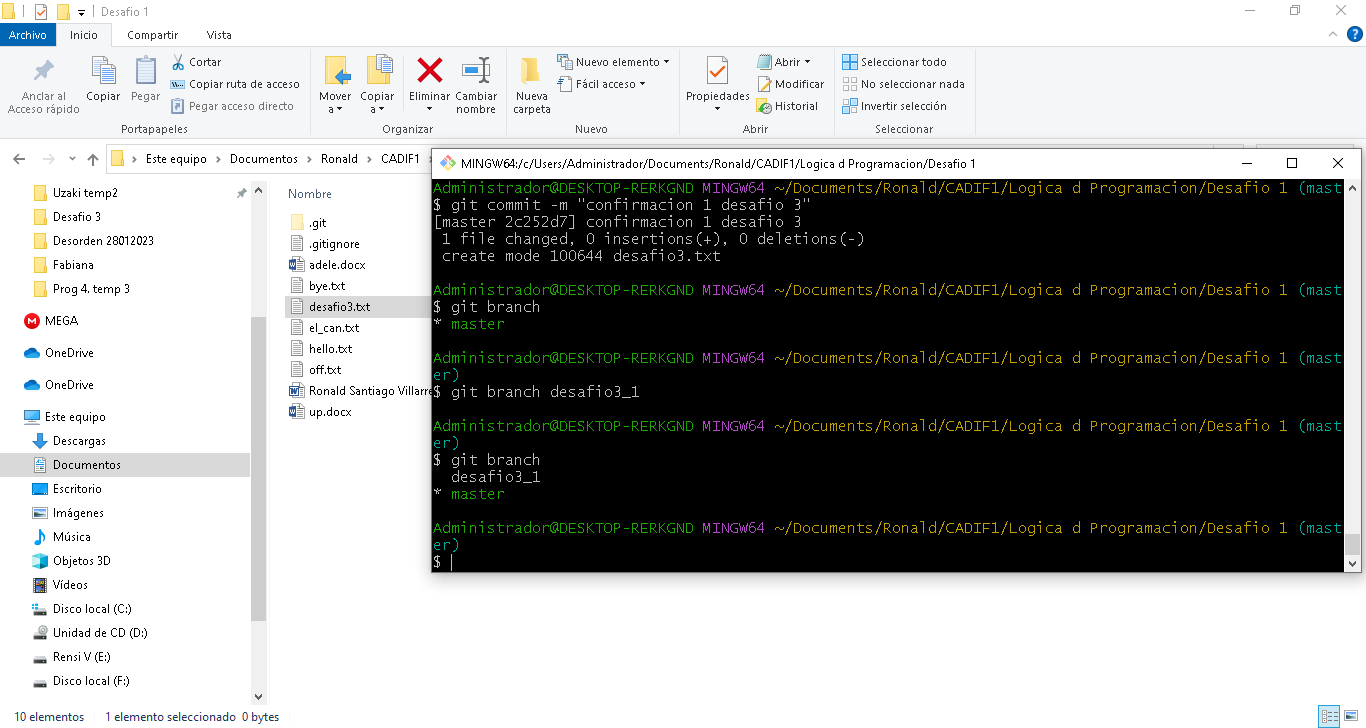 Desafio 1
Archivo Inicio Compartir Vista
Anclar al Acceso rápido
Copiar
Pegar
Cortar
Copiar ruta de acceso
Pegar acceso directo
Portapapeles
Mover a
Copiar a
Eliminar
Cambiar nombre
Organizar
Nueva carpeta
Nuevo elemento
Fácil acceso
Nuevo
Propiedades
Abrir
Modificar
Historial
Abrir
Seleccionar todo
No seleccionar nada
Invertir selección
Seleccionar
Este equipo > Documentos > Ronald > CADIF1
Uzaki temp2
Desafio 3
Desorden 28012023
Fabiana
Prog 4. temp 3
MEGA
OneDrive
OneDrive
Este equipo
Descargas
Documentos
Escritorio
Imágenes
Música
Objetos 3D
Vídeos
Disco local (C:)
Unidad de CD (D:)
Rensi V (E:)
Disco local (F:)
Nombre
.git
.gitignore
adele.docx
bye.txt
desafio3.txt
el_can.txt
hello.txt
off.txt
Ronald Santiago Villarre
up.docx
MINGW64:/c/Users/Administrador/Documents/Ronald/CADIF1/Logica d Programacion/Desafio 1
Administrador@DESKTOP-RERKGND MINGW64 ~/Documents/Ronald/CADIF1/Logica d Programacion/Desafio 1 (mast
$ git commit -m "confirmacion 1 desafio 3"
[master 2c252d7] confirmacion 1 desafio 3
1 file changed, 0 insertions(+), 0 deletions(-)
create mode 100644 desafio3.txt
Administrador@DESKTOP-RERKGND MINGW64 ~/Documents/Ronald/CADIF1/Logica d Programacion/Desafio 1 (mast
$ git branch
* master
Administrador@DESKTOP-RERKGND MINGW64 ~/Documents/Ronald/CADIF1/Logica d Programacion/Desafio 1 (mast
er)
$ git branch desafio3_1
Administrador@DESKTOP-RERKGND MINGW64 ~/Documents/Ronald/CADIF1/Logica d Programacion/Desafio 1 (mast
er)
$ git branch
desafio3_1
* master
Administrador@DESKTOP-RERKGND MINGW64 ~/Documents/Ronald/CADIF1/Logica d Programacion/Desafio 1 (mast
er)
$
10 elementos 1 elemento seleccionado 0 bytes